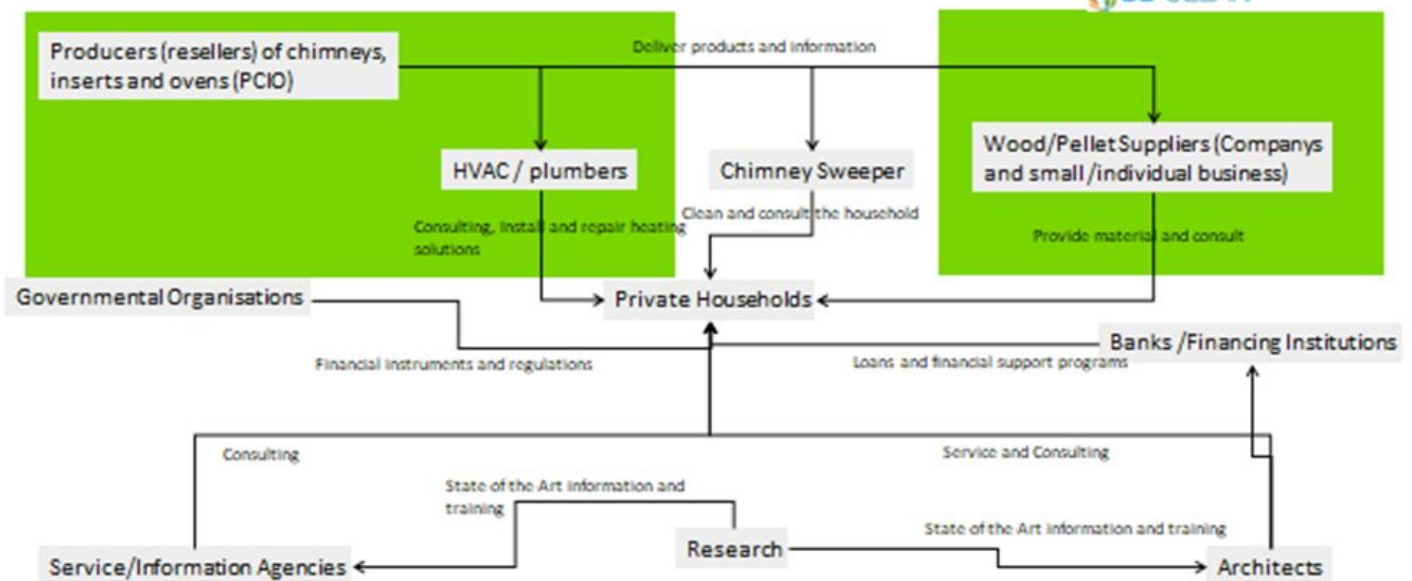 Producers (resellers) of chimneys,
inserts and ovens (PCIO)
Deliver products and information
HVAC / plumbers
Chimney Sweeper
Wood/Pellet Suppliers (Companys
and small/individual business)
Consulting, install and repair heating
solutions
Clean and consult the household
Provide material and consult
Governmental Organisations
Private Households
Banks /Financing Institutions
Financial instruments and regulations
Loans and financial support programs
Consulting
Service and Consulting
State of the Art information and
training
State of the Art information and training
Service/Information Agencies
Research
Architects